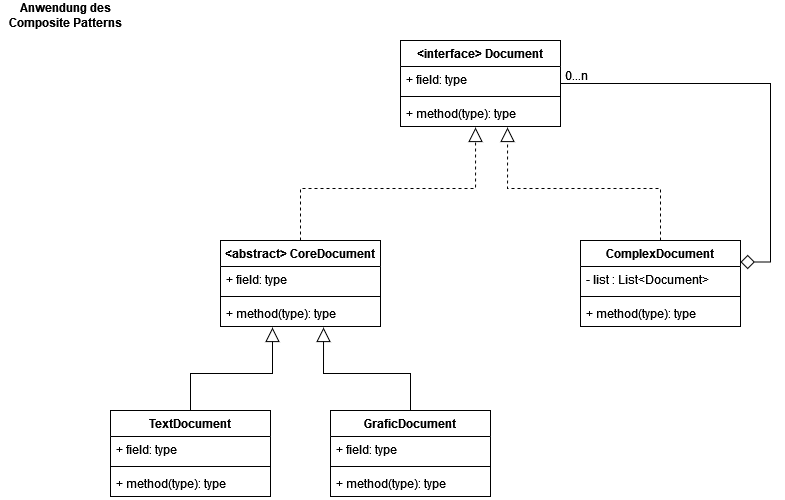 Anwendung des
Composite Patterns
<interface> Document
+ field: type
+ method(type): type
0...n
<abstract> CoreDocument
+ field: type
+ method(type): type
ComplexDocument
- list : List<Document>
+ method(type): type
TextDocument
+ field: type
+ method(type): type
GraficDocument
+ field: type
+ method(type): type